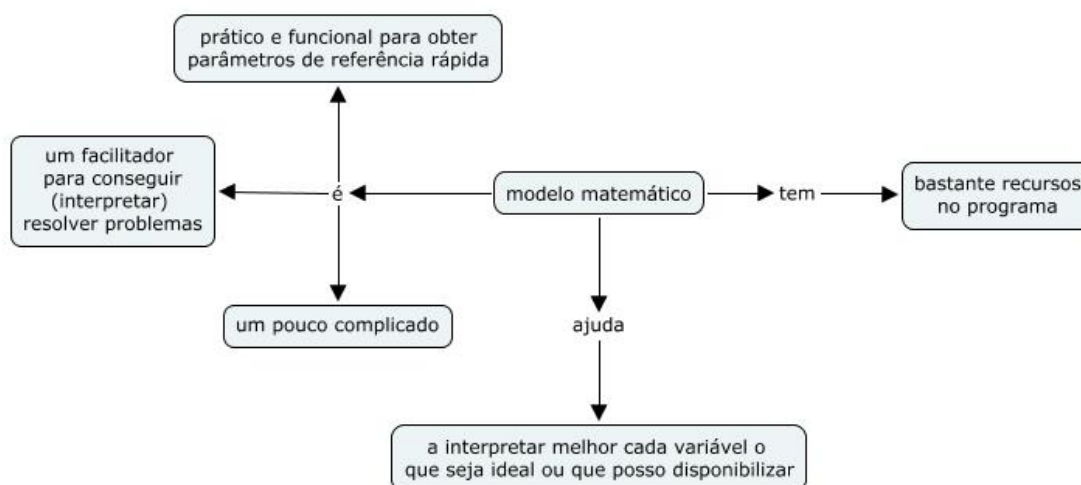 prático e funcional para obter
parâmetros de referência rápida
um facilitador
para conseguir
(interpretar)
resolver problemas
é
modelo matemático
tem
bastante recursos
no programa
um pouco complicado
ajuda
a interpretar melhor cada variável o
que seja ideal ou que posso disponibilizar